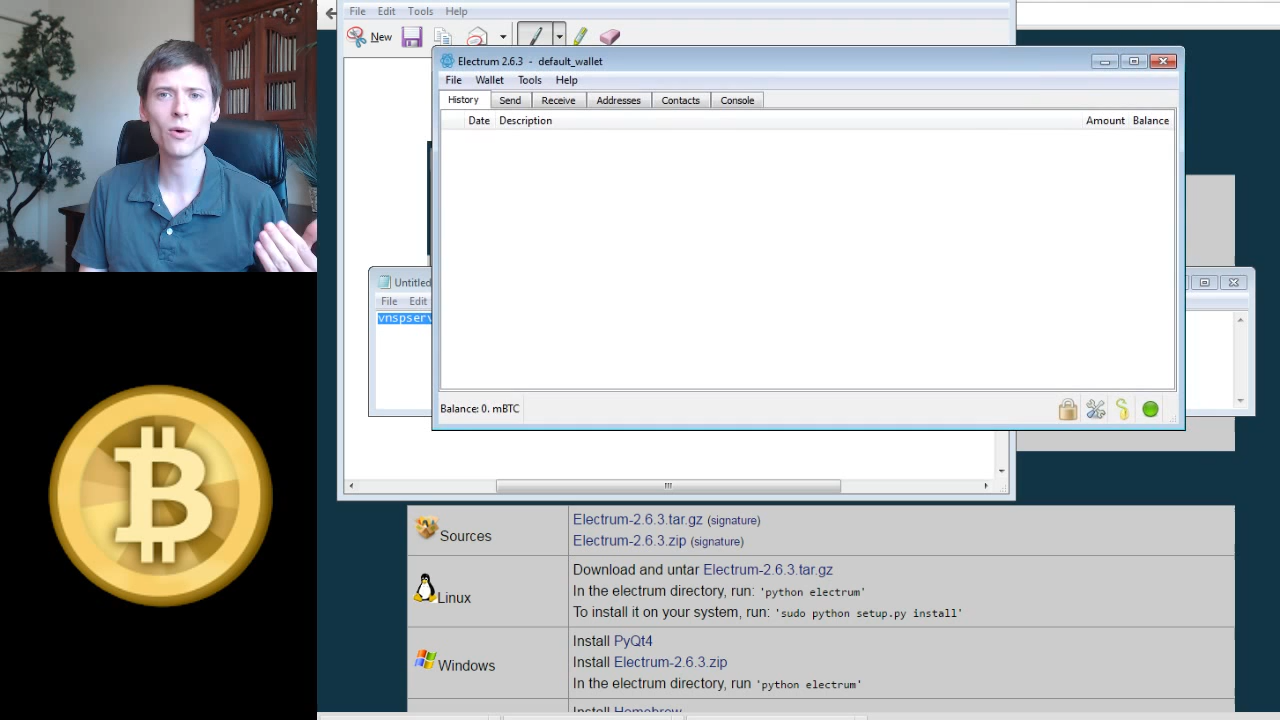 File Edit Tools Help
New
Electrum 2.6.3 - default_wallet
File Wallet Tools Help
History Send Receive Addresses Contacts Console
Date Description Amount Balance
Untitled
File Edit
vnspserv
Balance: 0. mBTC
Sources
Electrum-2.6.3.tar.gz (signature)
Electrum-2.6.3.zip (signature)
Linux
Download and untar Electrum-2.6.3.tar.gz
In the electrum directory, run: 'python electrum'
To install it on your system, run: 'sudo python setup.py install'
Windows
Install PyQt4
Install Electrum-2.6.3.zip
In the electrum directory, run 'python electrum'
Install Homebrew